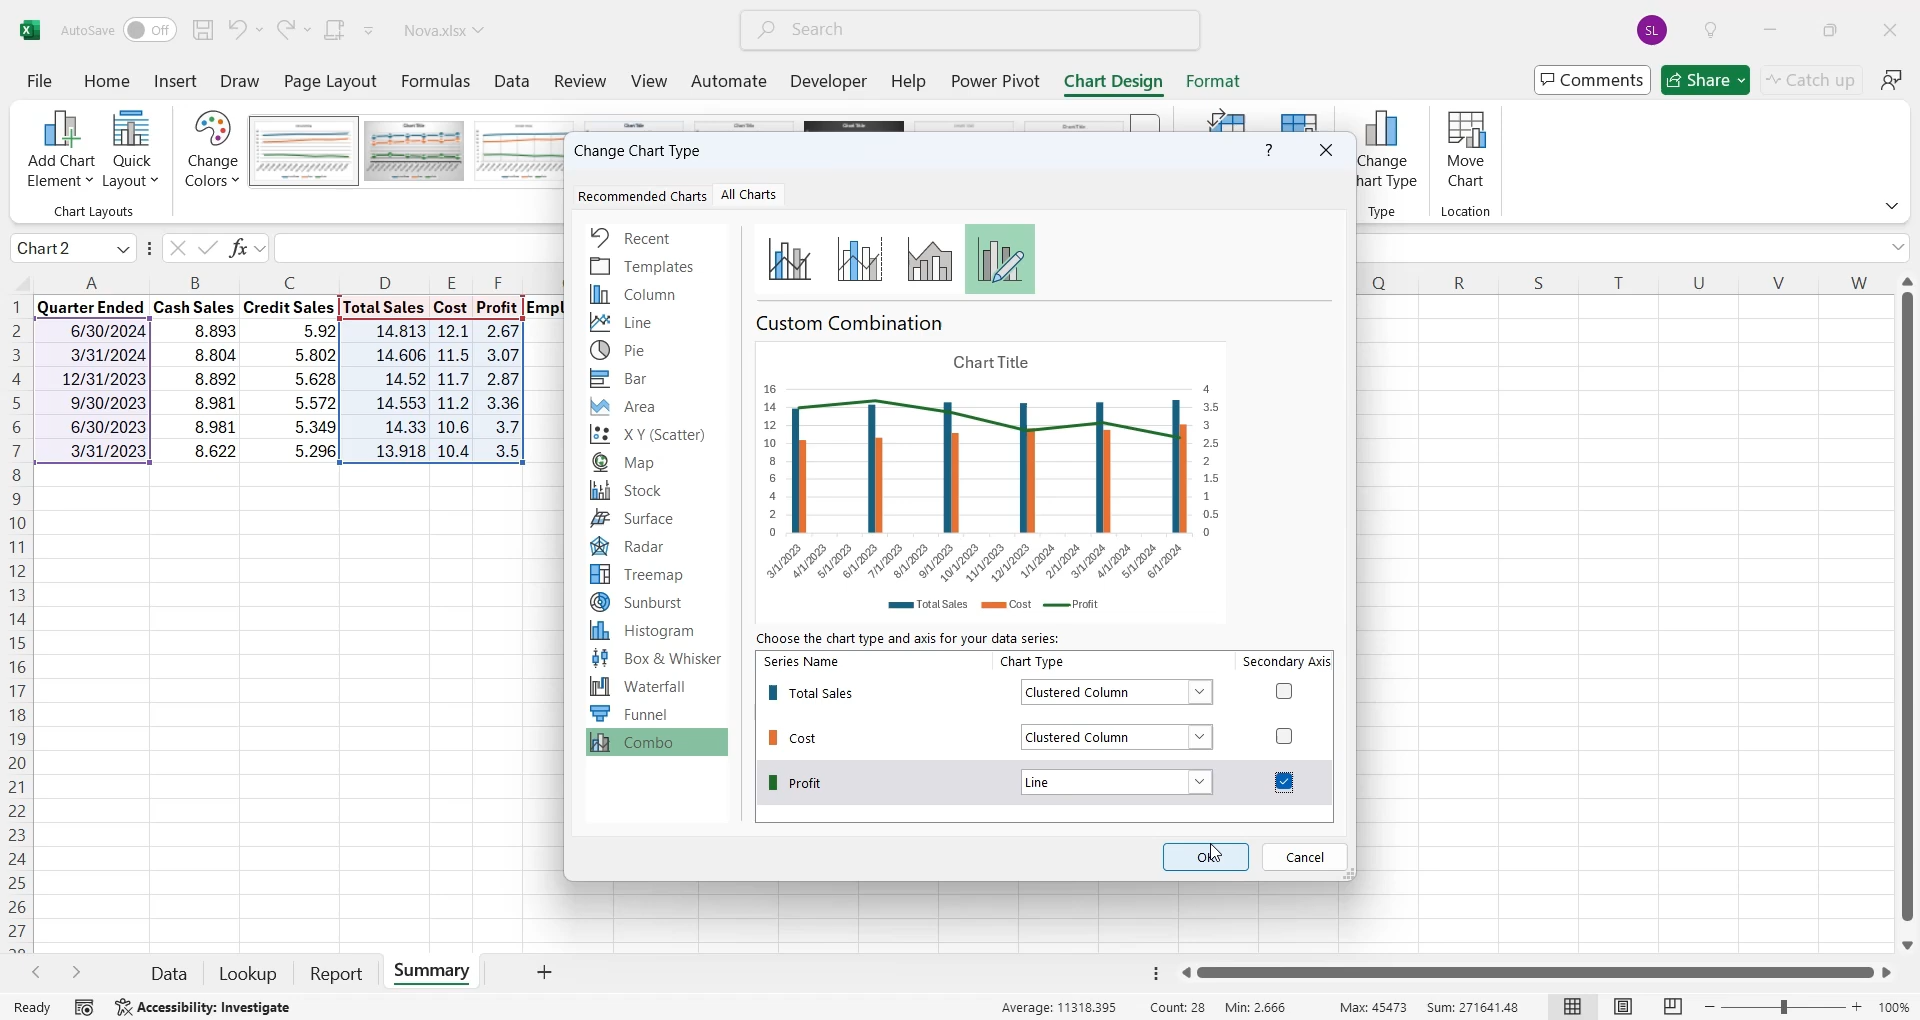 AutoSave Off Nova.xlsx Search SL
File Home Insert Draw Page Layout Formulas Data Review View Automate Developer Help Power Pivot Chart Design Format Comments Share Catch up
Add Chart Element
Quick Layout
Chart Layouts
Change Colors
Change Chart Type
Recommended Charts All Charts
hart Type
Type
Move Chart
Location
Chart 2 fx
A B C D E F Q R S T U V W
1 Quarter Ended Cash Sales Credit Sales Total Sales Cost Profit Empl
2 6/30/2024 8.893 5.92 14.813 12.1 2.67
3 3/31/2024 8.804 5.802 14.606 11.5 3.07
4 12/31/2023 8.892 5.628 14.52 11.7 2.87
5 9/30/2023 8.981 5.572 14.553 11.2 3.36
6 6/30/2023 8.981 5.349 14.33 10.6 3.7
7 3/31/2023 8.622 5.296 13.918 10.4 3.5
8
9
10
11
12
13
14
15
16
17
18
19
20
21
22
23
24
25
26
27
Recent
Templates
Column
Line
Pie
Bar
Area
X Y (Scatter)
Map
Stock
Surface
Radar
Treemap
Sunburst
Histogram
Box & Whisker
Waterfall
Funnel
Combo
Custom Combination
Chart Title
16 4
14 3.5
12 3
10 2.5
8 2
6 1.5
4 1
2 0.5
0 0
3/1/2023 4/1/2023 5/1/2023 6/1/2023 7/1/2023 8/1/2023 9/1/2023 10/1/2023 11/1/2023 12/1/2023 1/1/2024 2/1/2024 3/1/2024 4/1/2024 5/1/2024 6/1/2024
Total Sales Cost Profit
Choose the chart type and axis for your data series:
Series Name Chart Type Secondary Axis
Total Sales Clustered Column
Cost Clustered Column
Profit Line
OK Cancel
Data Lookup Report Summary
Ready Accessibility: Investigate Average: 11318.395 Count: 28 Min: 2.666 Max: 45473 Sum: 271641.48 100%